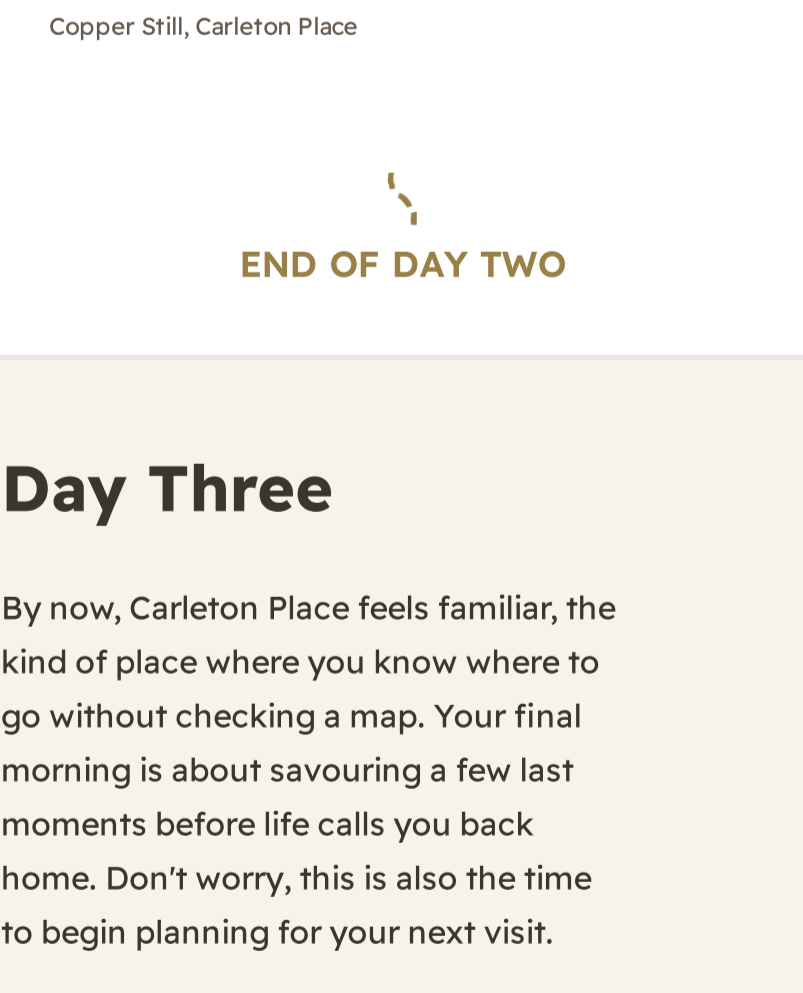 Copper Still, Carleton Place
END OF DAY TWO
Day Three
By now, Carleton Place feels familiar, the
kind of place where you know where to
go without checking a map. Your final
morning is about savouring a few last
moments before life calls you back
home. Don't worry, this is also the time
to begin planning for your next visit.